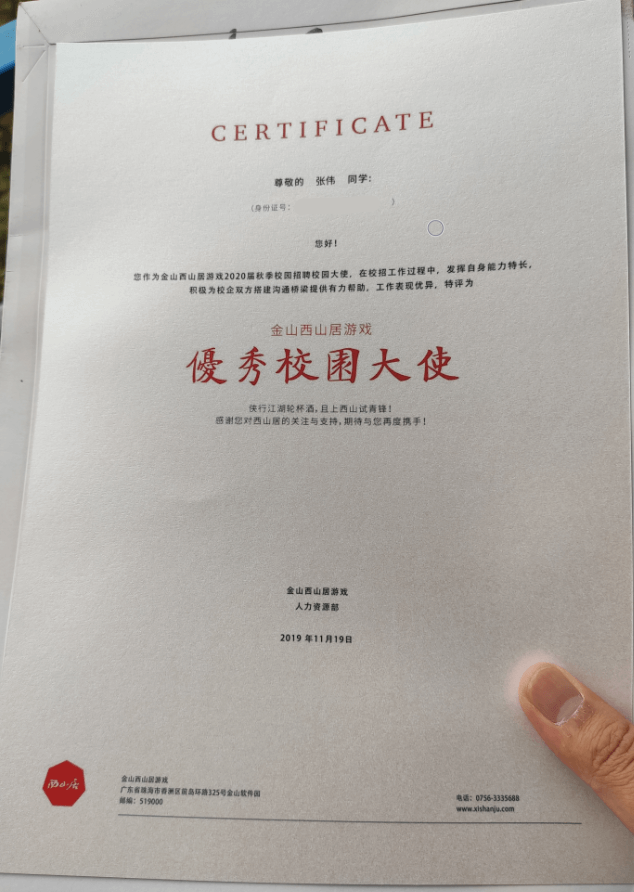 CERTIFICATE
尊敬的 张伟 同学：
（身份证号： ）
您好！
您作为金山西山居游戏2020届秋季校园招聘校园大使，在校招工作过程中，发挥自身能力特长，
积极为校企双方搭建沟通桥梁提供有力帮助，工作表现优异，特评为
金山西山居游戏
優秀校園大使
侠行江湖轮杯酒，且上西山试青锋！
感谢您对西山居的关注与支持，期待与您再度携手！
金山西山居游戏
人力资源部
2019 年11月19日
西山居
金山西山居游戏
广东省珠海市香洲区前岛环路325号金山软件园
邮编：519000
电话：0756-3335688
www.xishanju.com